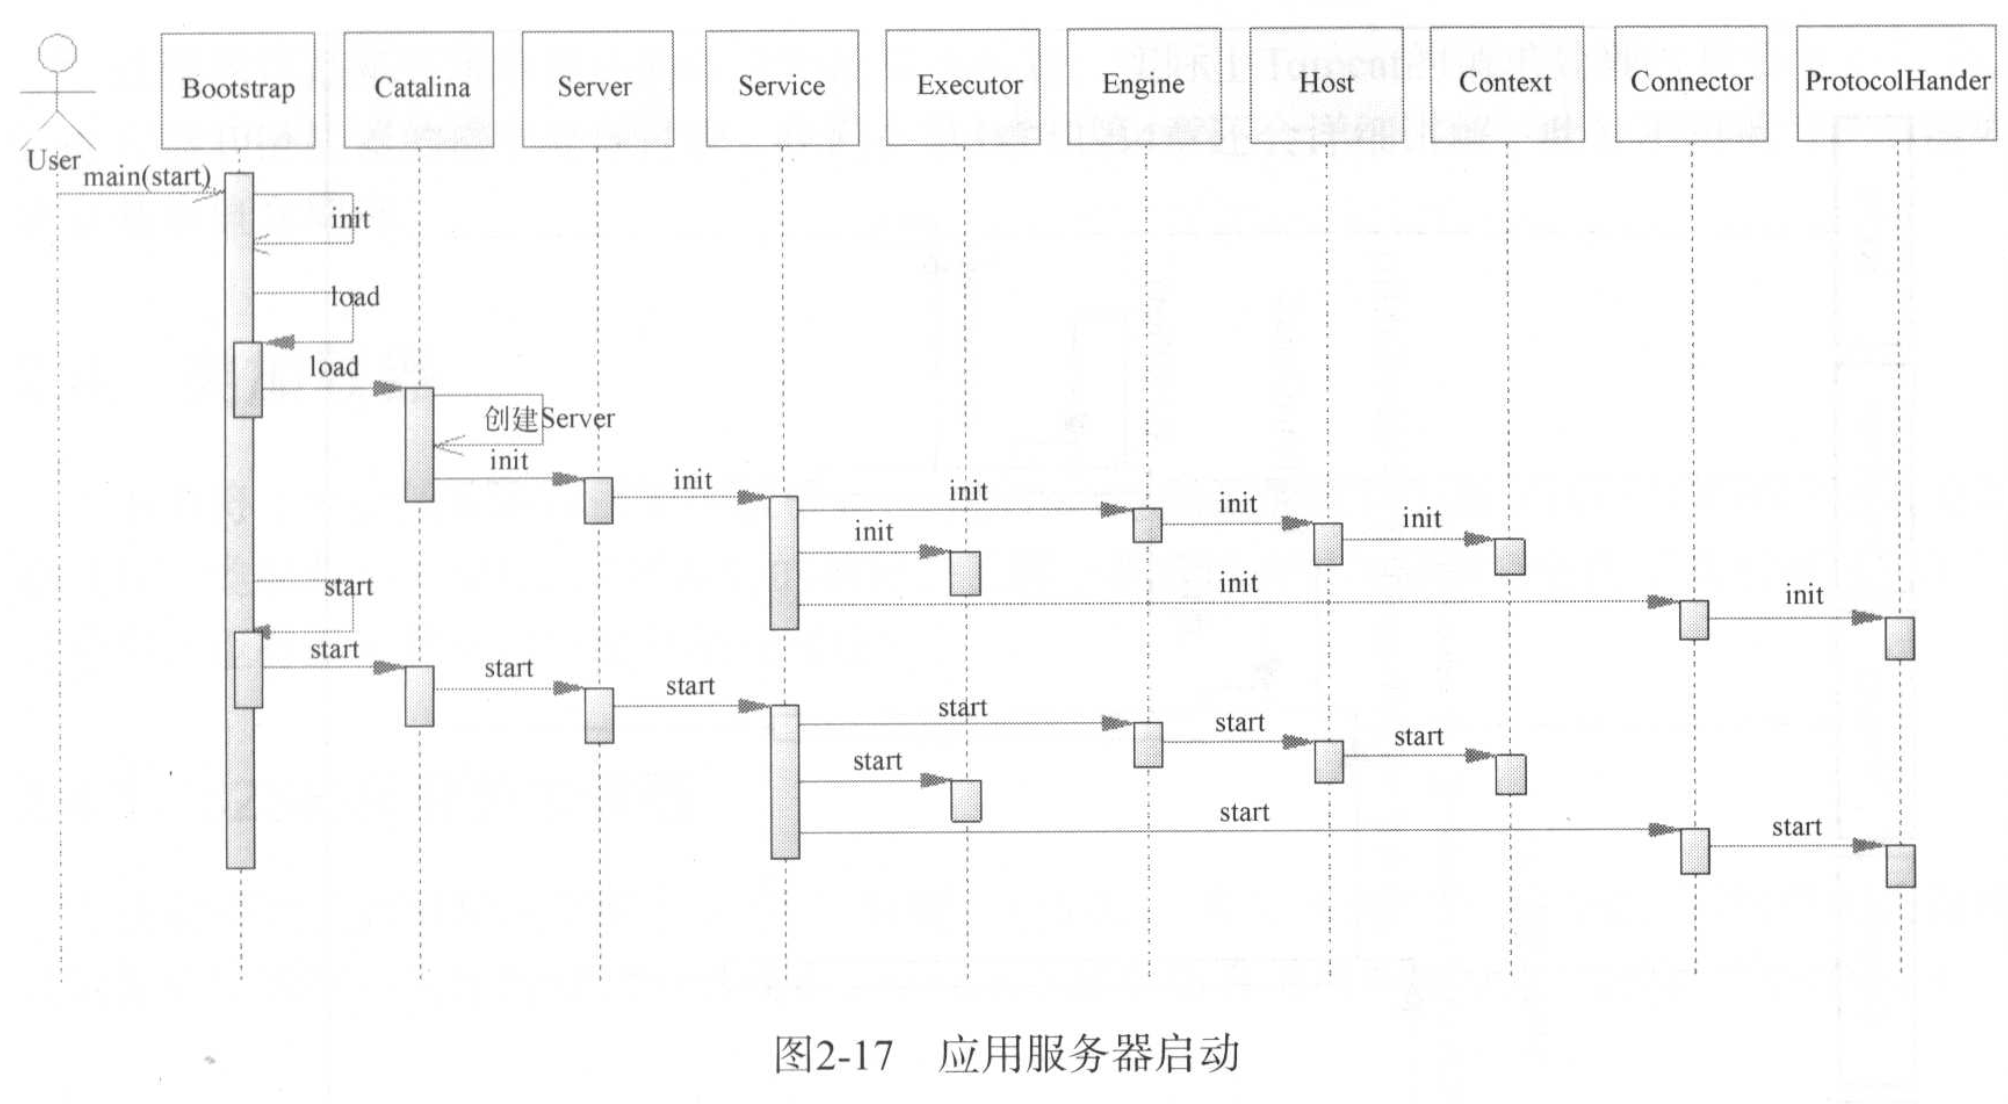 User
Bootstrap
Catalina
Server
Service
Executor
Engine
Host
Context
Connector
ProtocolHander
main(start)
init
load
load
创建Server
init
init
init
init
init
init
init
init
start
start
start
start
start
start
start
start
start
start
图2-17 应用服务器启动